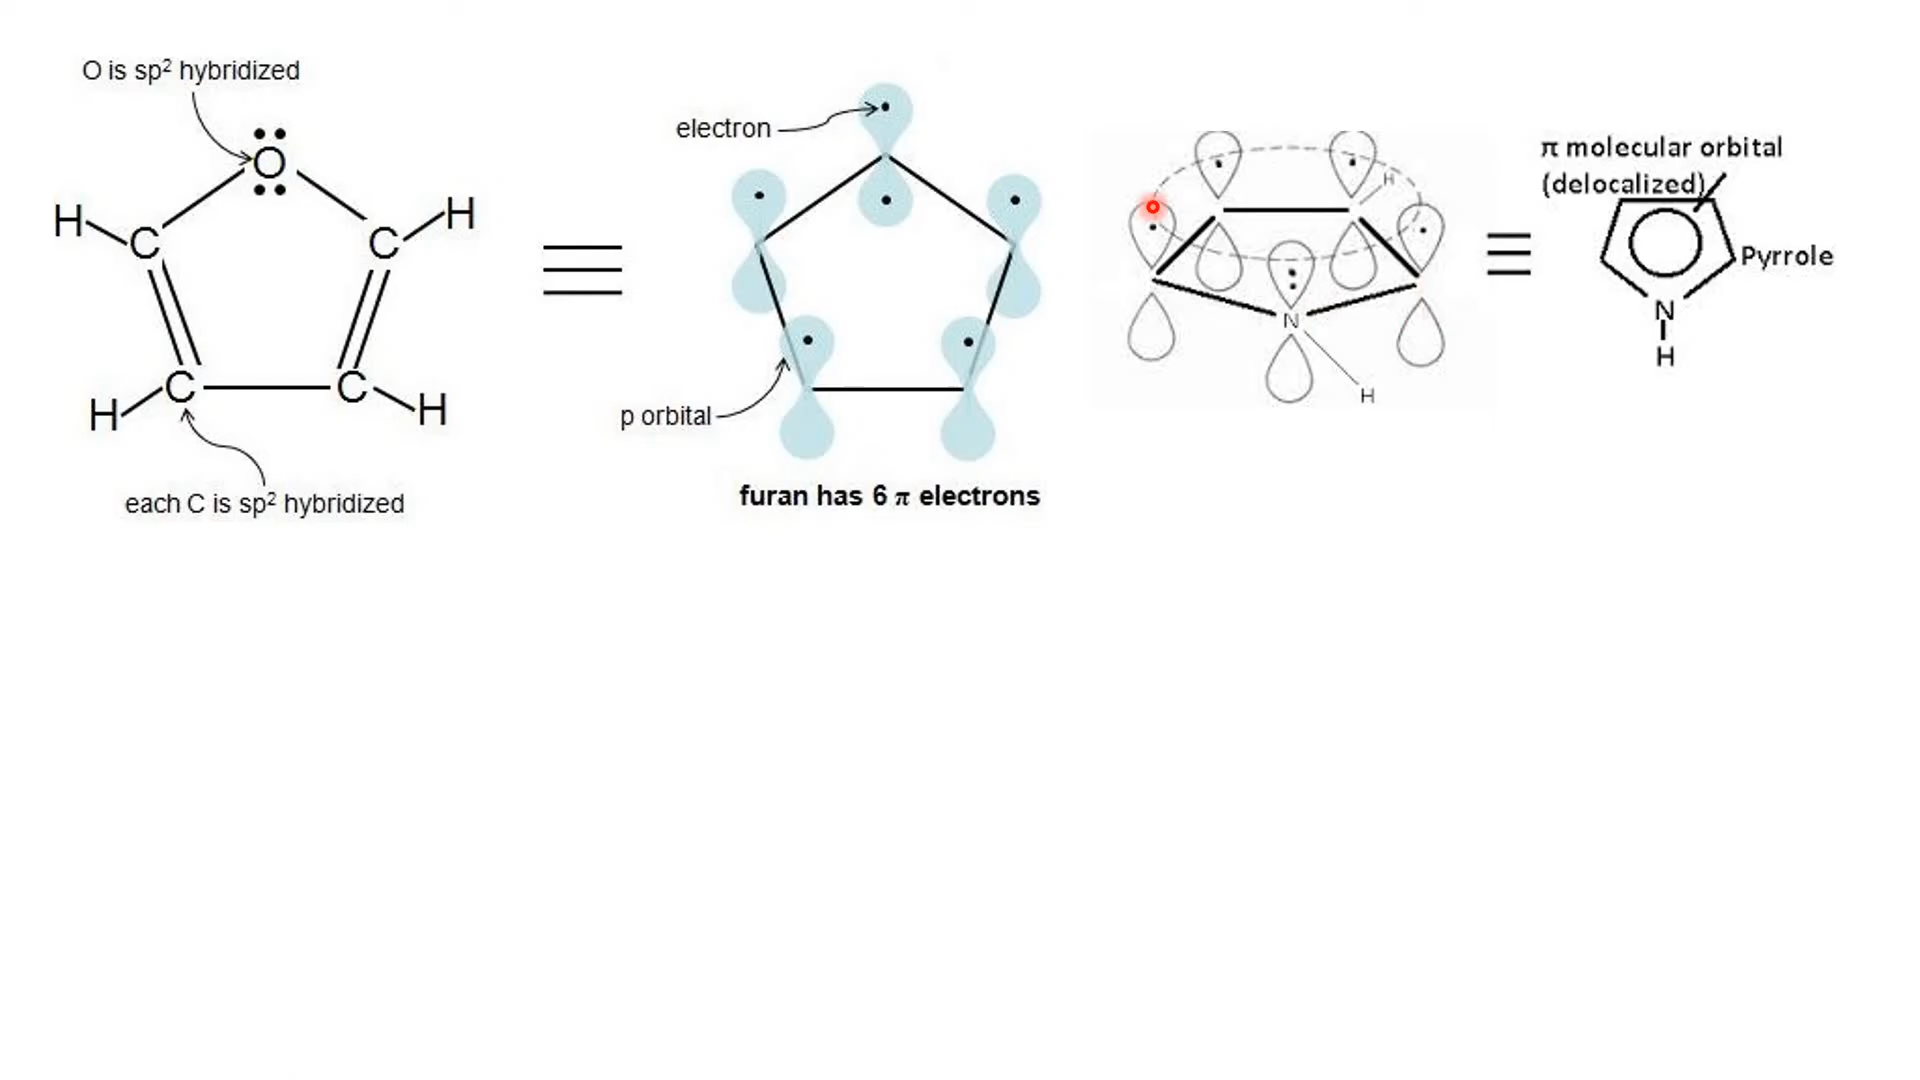 O is sp² hybridized
O
H
C
C
H
H
C
C
H
each C is sp² hybridized
electron
p orbital
furan has 6 π electrons
H
N
H
π molecular orbital
(delocalized)
Pyrrole
N
H